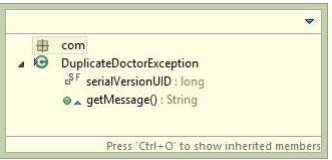 com
DuplicateDoctorException
S F serialVersionUID : long
getMessage() : String
Press 'Ctrl+O' to show inherited members